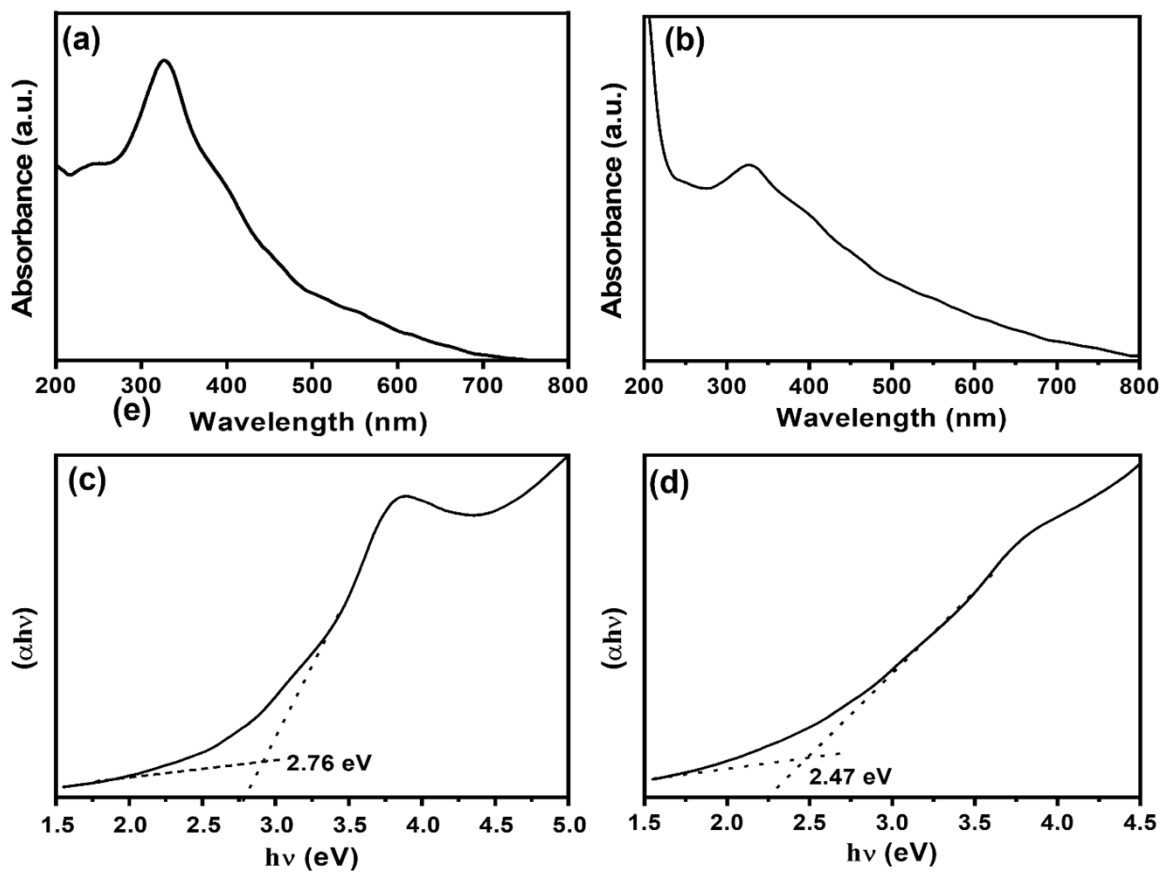 (a)
Absorbance (a.u.)
200 300 400 500 600 700 800
Wavelength (nm)
(b)
Absorbance (a.u.)
200 300 400 500 600 700 800
Wavelength (nm)
(e)
(c)
(αhν)
2.76 eV
1.5 2.0 2.5 3.0 3.5 4.0 4.5 5.0
hν (eV)
(d)
(αhν)
2.47 eV
1.5 2.0 2.5 3.0 3.5 4.0 4.5
hν (eV)